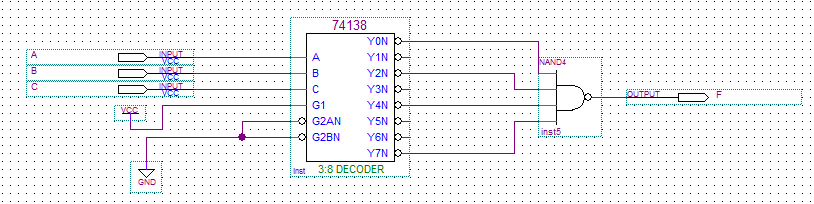 74138
A INPUT VCC
B INPUT VCC
C INPUT VCC
VCC
GND
A Y0N
Y1N
B Y2N
C Y3N
G1 Y4N
G2AN Y5N
G2BN Y6N
Y7N
inst 3:8 DECODER
NAND4
inst5
OUTPUT F